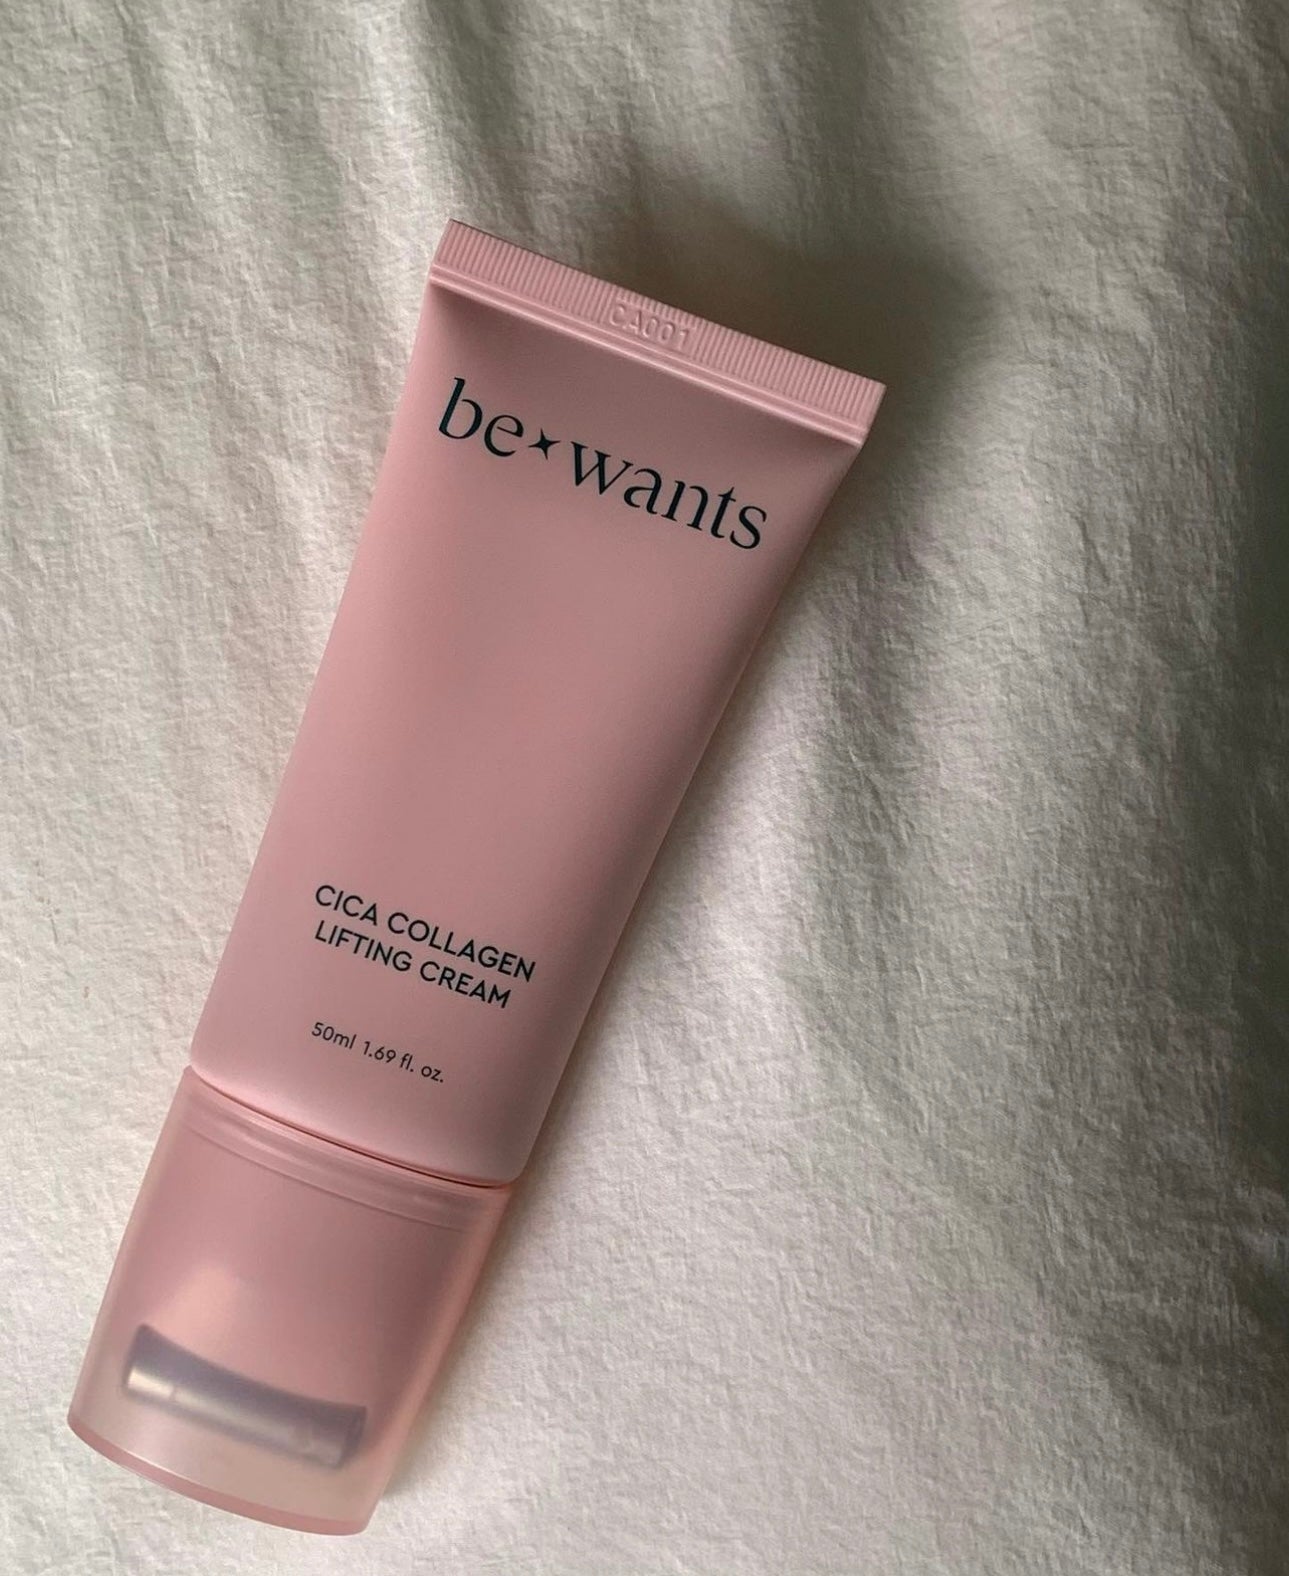 CA001
be✦wants
CICA COLLAGEN
LIFTING CREAM
50ml 1.69 fl. oz.